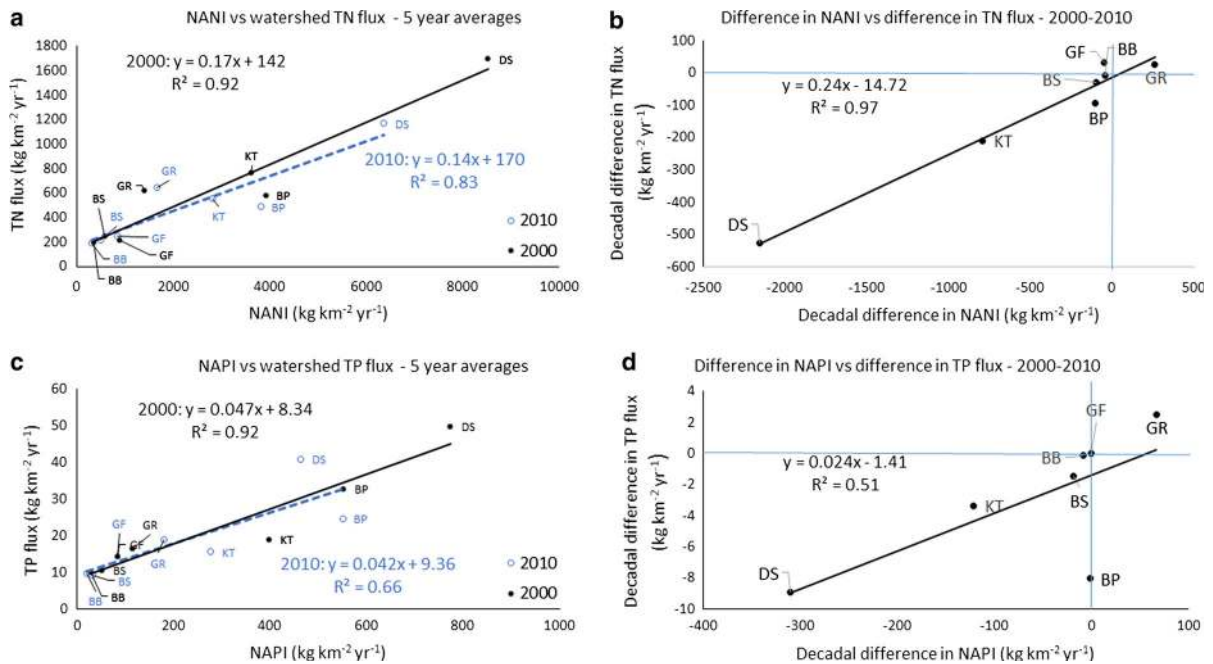 a
NANI vs watershed TN flux - 5 year averages
TN flux (kg km⁻² yr⁻¹)
1800
1600
1400
1200
1000
800
600
400
200
0
2000: y = 0.17x + 142
R² = 0.92
DS
DS
KT
2010: y = 0.14x + 170
R² = 0.83
GR
GR
BP
BP
KT
BS
BS
GF
GF
BB
BB
2010
2000
0 2000 4000 6000 8000 10000
NANI (kg km⁻² yr⁻¹)
b
Difference in NANI vs difference in TN flux - 2000-2010
Decadal difference in TN flux
(kg km⁻² yr⁻¹)
100
0
-100
-200
-300
-400
-500
-600
GF
BB
BS
GR
y = 0.24x - 14.72
R² = 0.97
BP
KT
DS
-2500 -2000 -1500 -1000 -500 0 500
Decadal difference in NANI (kg km⁻² yr⁻¹)
c
NAPI vs watershed TP flux - 5 year averages
TP flux (kg km⁻² yr⁻¹)
60
50
40
30
20
10
0
2000: y = 0.047x + 8.34
R² = 0.92
DS
DS
BP
BP
GF
GR
GF
KT
KT
GR
BS
BS
BB
BB
2010: y = 0.042x + 9.36
R² = 0.66
2010
2000
0 200 400 600 800 1000
NAPI (kg km⁻² yr⁻¹)
d
Difference in NAPI vs difference in TP flux - 2000-2010
Decadal difference in TP flux
(kg km⁻² yr⁻¹)
4
2
0
-2
-4
-6
-8
-10
GF
GR
BB
y = 0.024x - 1.41
R² = 0.51
BS
KT
DS
BP
-400 -300 -200 -100 0 100
Decadal difference in NAPI (kg km⁻² yr⁻¹)